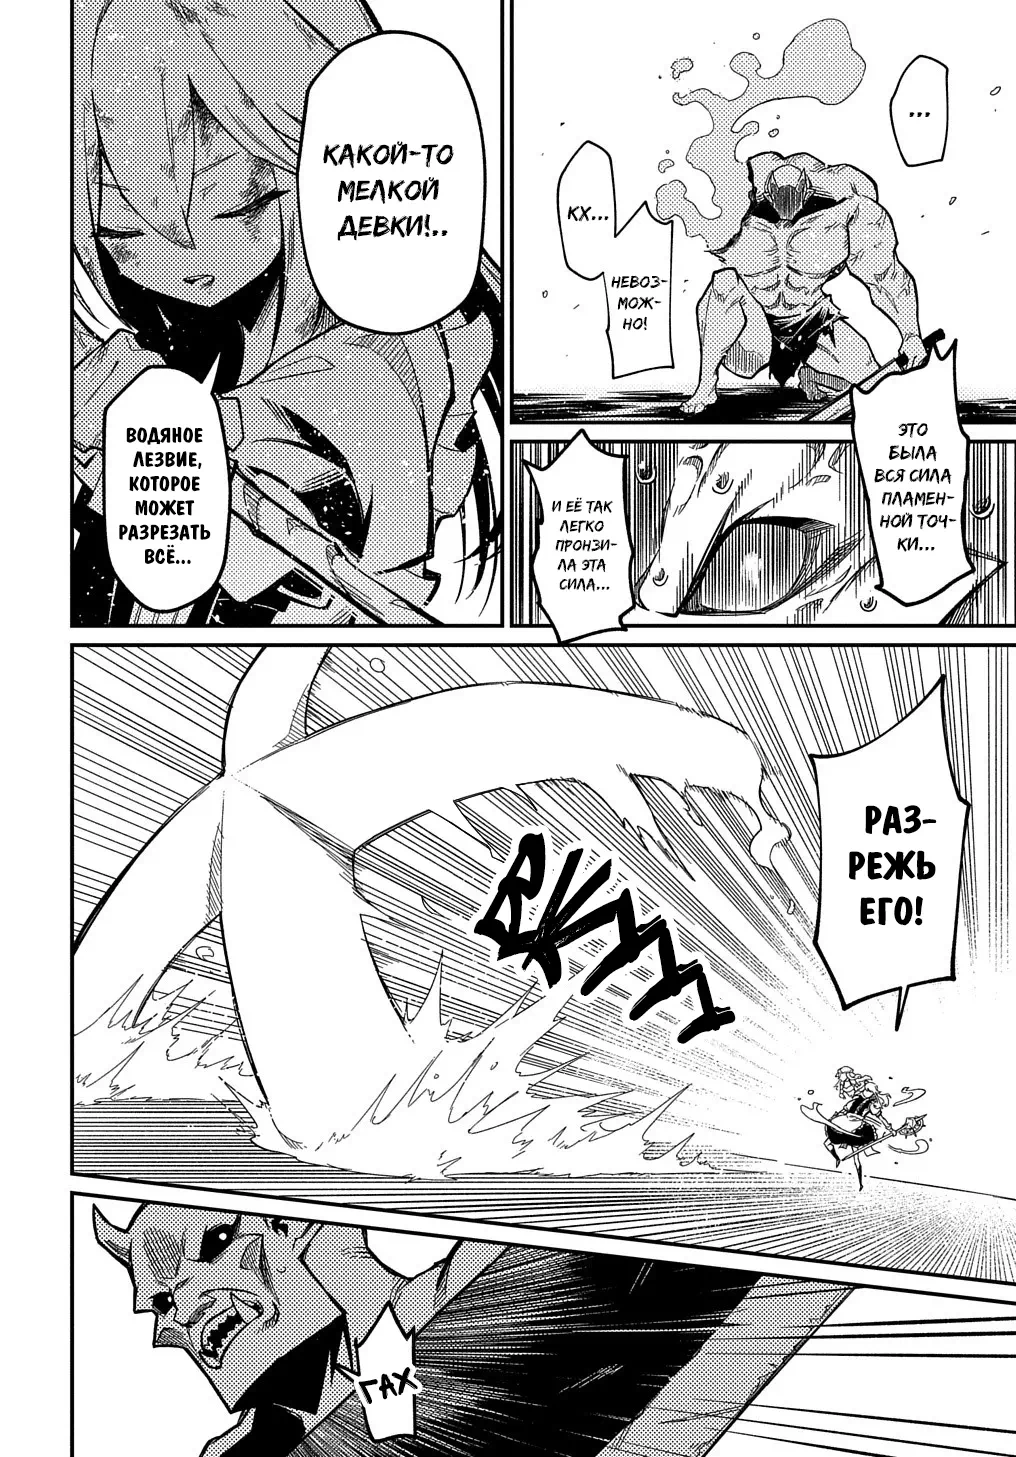 ...
КХ...
НЕВОЗ-
МОЖ-
НО!
ЭТО
БЫЛА
ВСЯ СИЛА
ПЛАМЕН-
НОЙ ТОЧ-
КИ...
И ЕЁ ТАК
ЛЕГКО
ПРОНЗИ-
ЛА ЭТА
СИЛА...
КАКОЙ-ТО
МЕЛКОЙ
ДЕВКИ!..
ВОДЯНОЕ
ЛЕЗВИЕ,
КОТОРОЕ
МОЖЕТ
РАЗРЕЗАТЬ
ВСЁ...
РАЗ-
РЕЖЬ
ЕГО!
ВЖУУУ
ГАХ